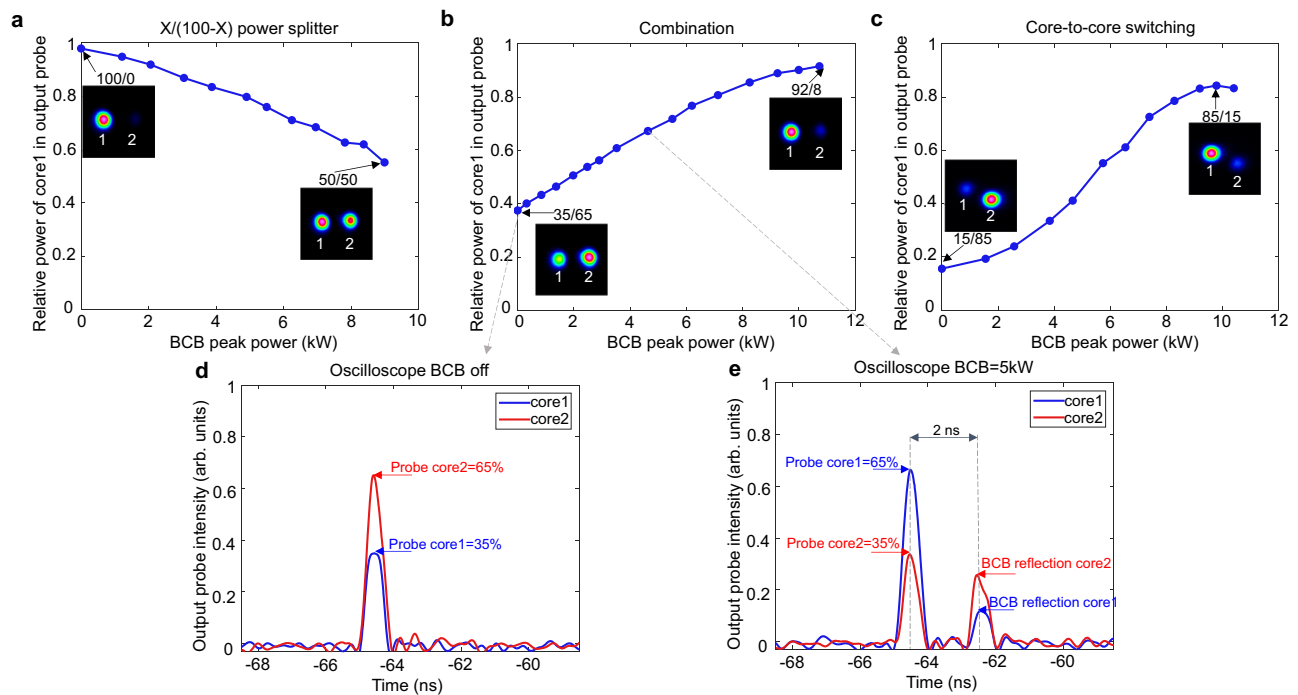 a
X/(100-X) power splitter
Relative power of core1 in output probe
1
0.8
0.6
0.4
0.2
0
0
2
4
6
8
10
BCB peak power (kW)
100/0
1 2
50/50
1 2
b
Combination
Relative power of core1 in output probe
1
0.8
0.6
0.4
0.2
0
0
2
4
6
8
10
12
BCB peak power (kW)
35/65
1 2
92/8
1 2
c
Core-to-core switching
Relative power of core1 in output probe
1
0.8
0.6
0.4
0.2
0
0
2
4
6
8
10
12
BCB peak power (kW)
15/85
1 2
85/15
1 2
d
Oscilloscope BCB off
Output probe intensity (arb. units)
1
0.8
0.6
0.4
0.2
0
-68
-66
-64
-62
-60
Time (ns)
core1
core2
Probe core2=65%
Probe core1=35%
e
Oscilloscope BCB=5kW
Output probe intensity (arb. units)
1
0.8
0.6
0.4
0.2
0
-68
-66
-64
-62
-60
Time (ns)
core1
core2
2 ns
Probe core1=65%
Probe core2=35%
BCB reflection core2
BCB reflection core1